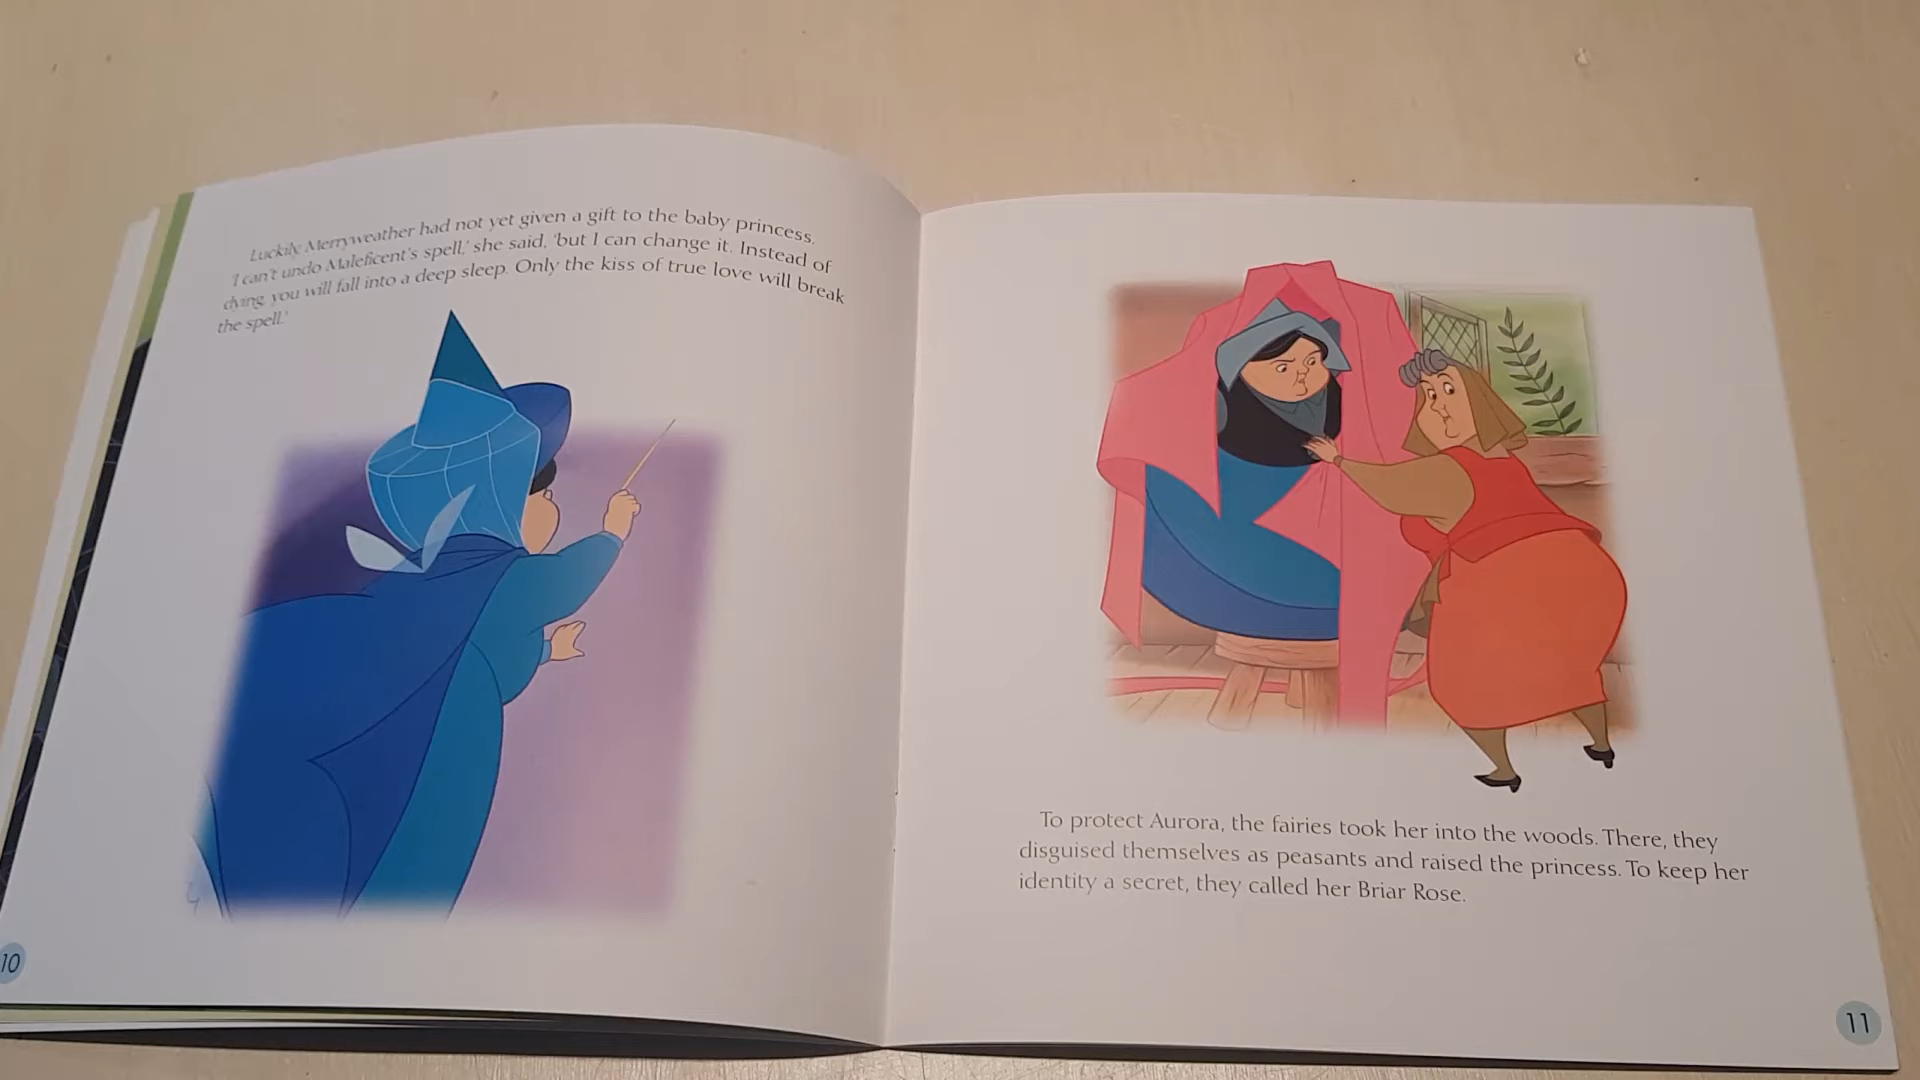 Luckily, Merryweather had not yet given a gift to the baby princess.
'I can't undo Maleficent's spell,' she said, 'but I can change it. Instead of
dying, you will fall into a deep sleep. Only the kiss of true love will break
the spell.'
10
To protect Aurora, the fairies took her into the woods. There, they
disguised themselves as peasants and raised the princess. To keep her
identity a secret, they called her Briar Rose.
11